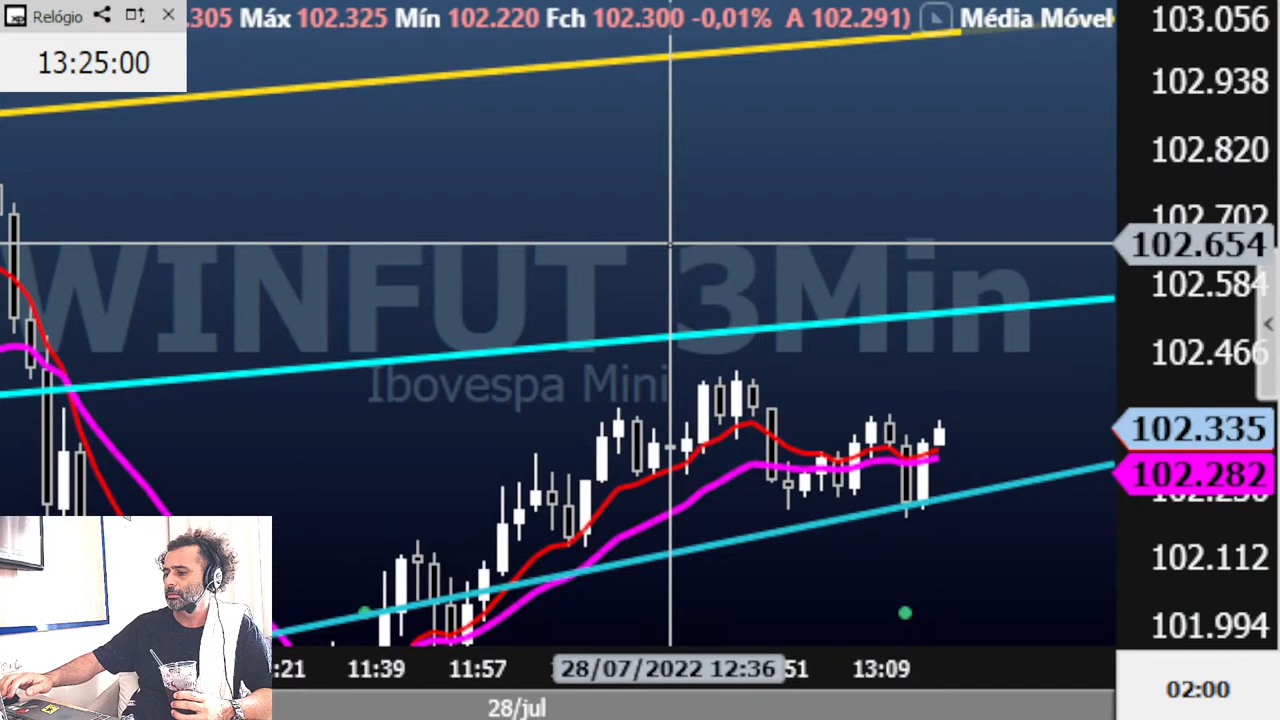 Relógio
13:25:00
.305 Máx 102.325 Mín 102.220 Fch 102.300 -0,01% A 102.291) Média Móvel
WINFUT 3Min
Ibovespa Mini
103.056
102.938
102.820
102.702
102.654
102.584
102.466
102.335
102.282
102.112
101.994
:21 11:39 11:57 28/07/2022 12:36 51 13:09
28/jul
02:00